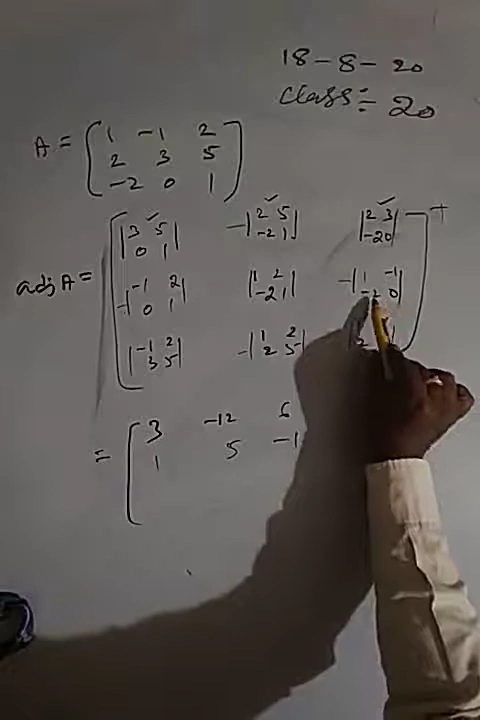 18-8-20
class:- 20
A = [ 1 -1 2
2 3 5
-2 0 1 ]
adj A = [ |3 5| -|2 5| |2 3| ]T
|0 1| |-2 1| |-2 0|
-|-1 2| |1 2| -|1 -1|
|0 1| |-2 1| |-2 0|
|-1 2| -|1 2|
|3 5| |2 5|
= [ 3 -12 6
1 5 -1